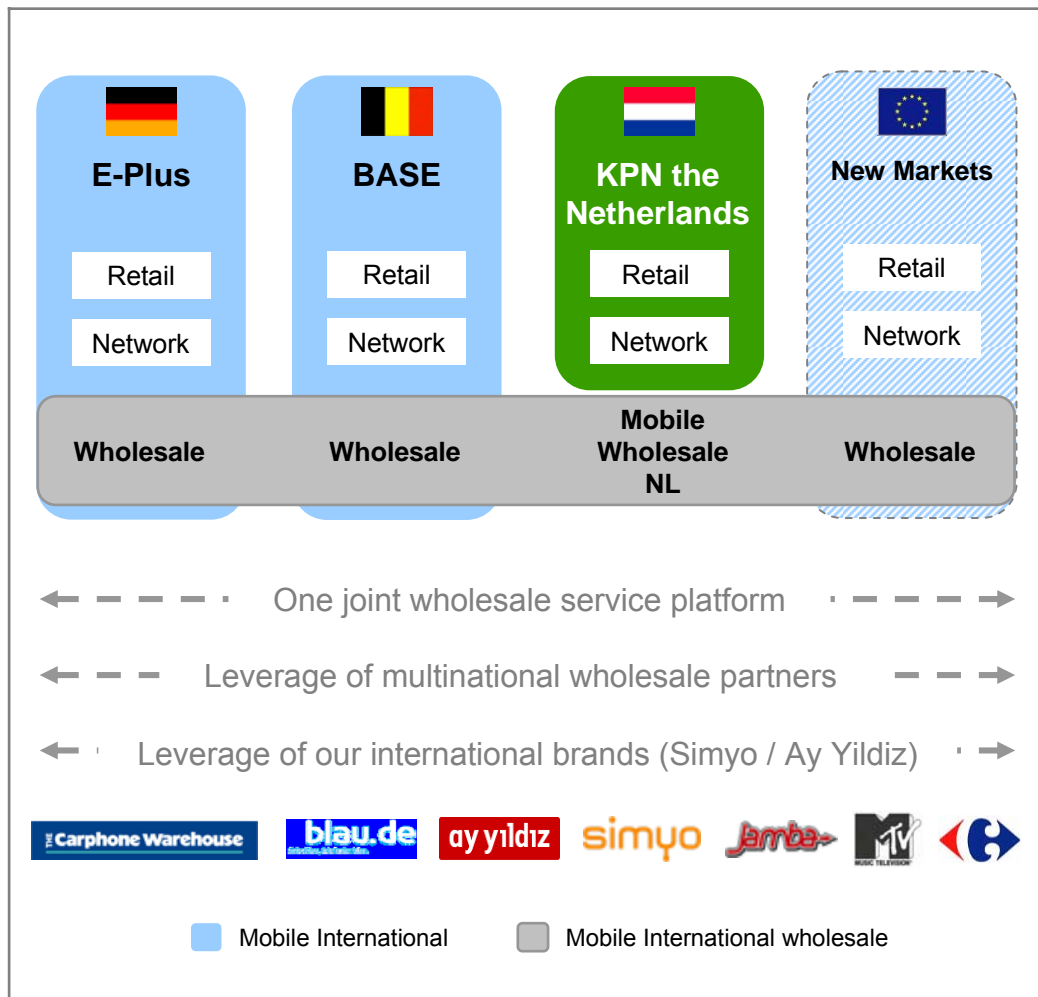 E-Plus
BASE
KPN the
Netherlands
New Markets
Retail
Retail
Retail
Retail
Network
Network
Network
Network
Wholesale
Wholesale
Mobile
Wholesale
NL
Wholesale
One joint wholesale service platform
Leverage of multinational wholesale partners
Leverage of our international brands (Simyo / Ay Yildiz)
THE Carphone Warehouse
blau.de
ay yıldız
simyo
Jamba
MTV
MUSIC TELEVISION
Mobile International
Mobile International wholesale